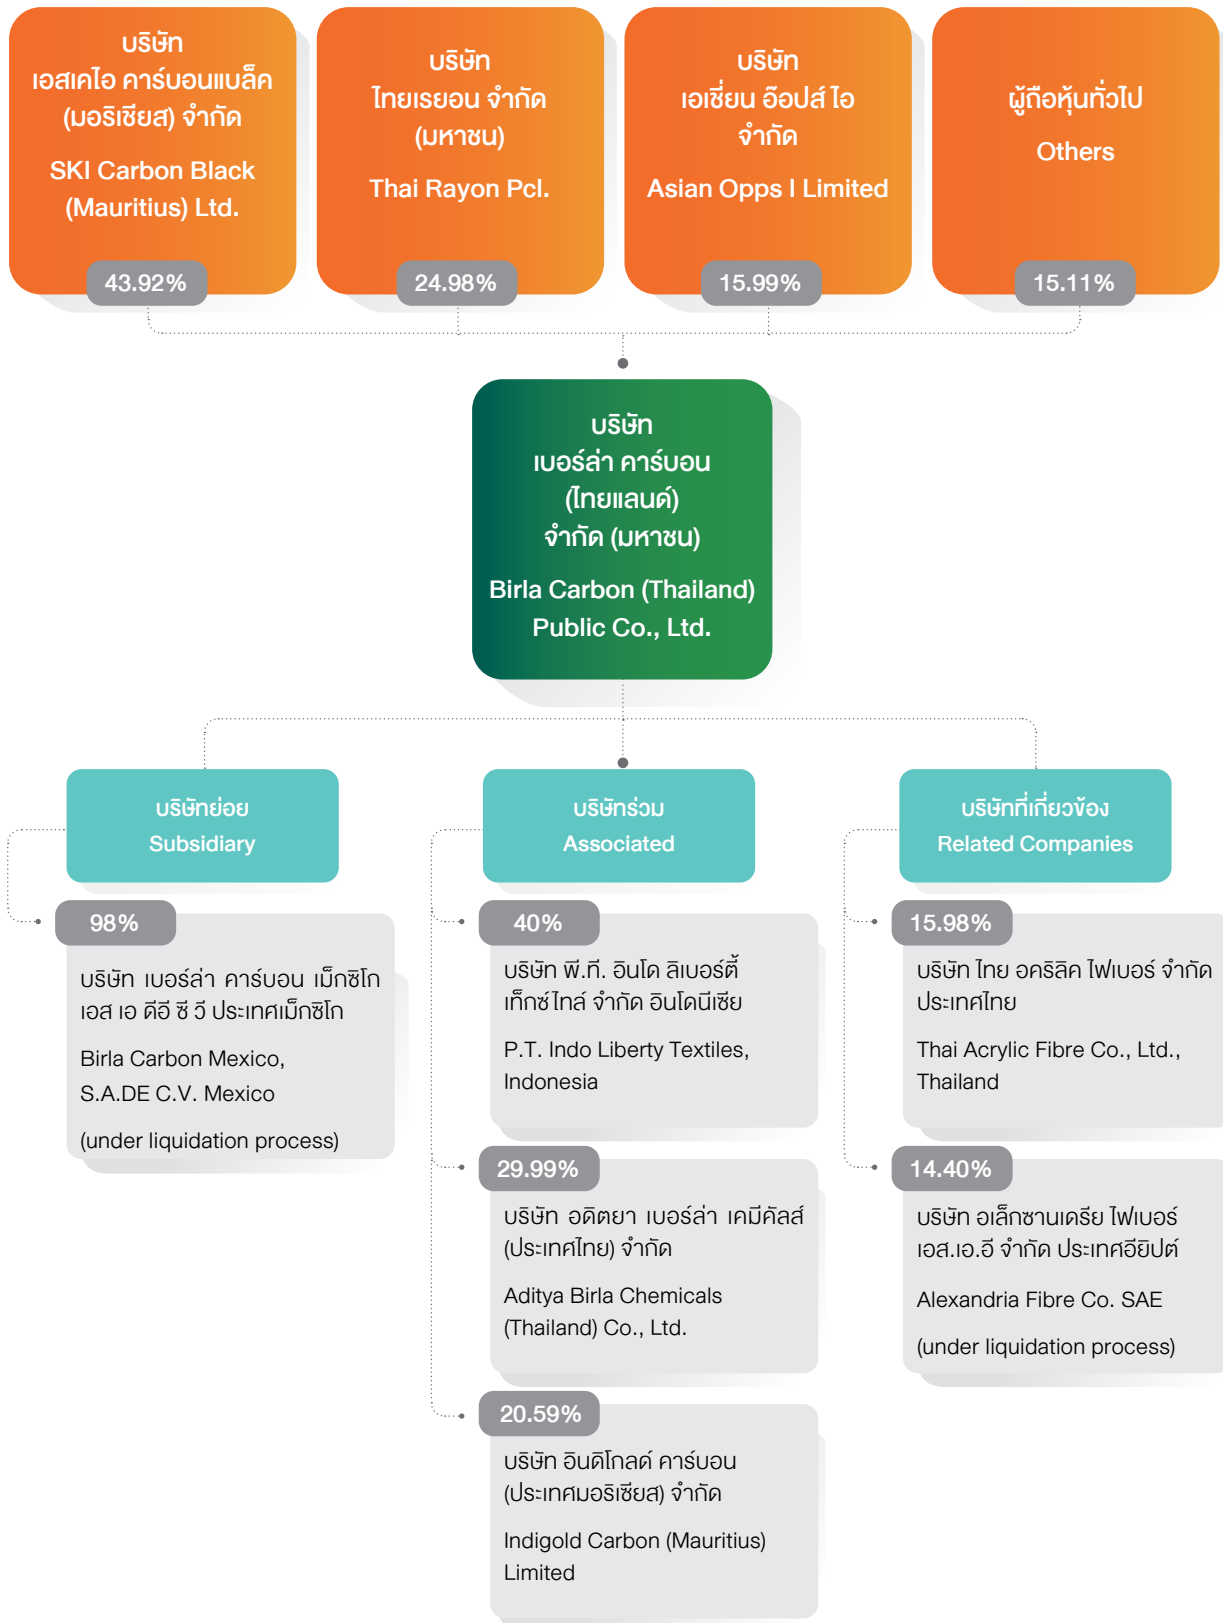 บริษัท
เอสเคไอ คาร์บอนแบล็ค
(มอริเชียส) จำกัด
SKI Carbon Black
(Mauritius) Ltd.
43.92%
บริษัท
ไทยเรยอน จำกัด
(มหาชน)
Thai Rayon Pcl.
24.98%
บริษัท
เอเชี่ยน อ๊อปส์ ไอ
จำกัด
Asian Opps I Limited
15.99%
ผู้ถือหุ้นทั่วไป
Others
15.11%
บริษัท
เบอร์ล่า คาร์บอน
(ไทยแลนด์)
จำกัด (มหาชน)
Birla Carbon (Thailand)
Public Co., Ltd.
บริษัทย่อย
Subsidiary
98%
บริษัท เบอร์ล่า คาร์บอน เม็กซิโก
เอส เอ ดีอี ซี วี ประเทศเม็กซิโก
Birla Carbon Mexico,
S.A.DE C.V. Mexico
(under liquidation process)
บริษัทร่วม
Associated
40%
บริษัท พี.ที. อินโด ลิเบอร์ตี้
เท็กซ์ไทล์ จำกัด อินโดนีเซีย
P.T. Indo Liberty Textiles,
Indonesia
29.99%
บริษัท อดิตยา เบอร์ล่า เคมีคัลส์
(ประเทศไทย) จำกัด
Aditya Birla Chemicals
(Thailand) Co., Ltd.
20.59%
บริษัท อินดิโกลด์ คาร์บอน
(ประเทศมอริเซียส) จำกัด
Indigold Carbon (Mauritius)
Limited
บริษัทที่เกี่ยวข้อง
Related Companies
15.98%
บริษัท ไทย อคริลิค ไฟเบอร์ จำกัด
ประเทศไทย
Thai Acrylic Fibre Co., Ltd.,
Thailand
14.40%
บริษัท อเล็กซานเดรีย ไฟเบอร์
เอส.เอ.อี จำกัด ประเทศอียิปต์
Alexandria Fibre Co. SAE
(under liquidation process)